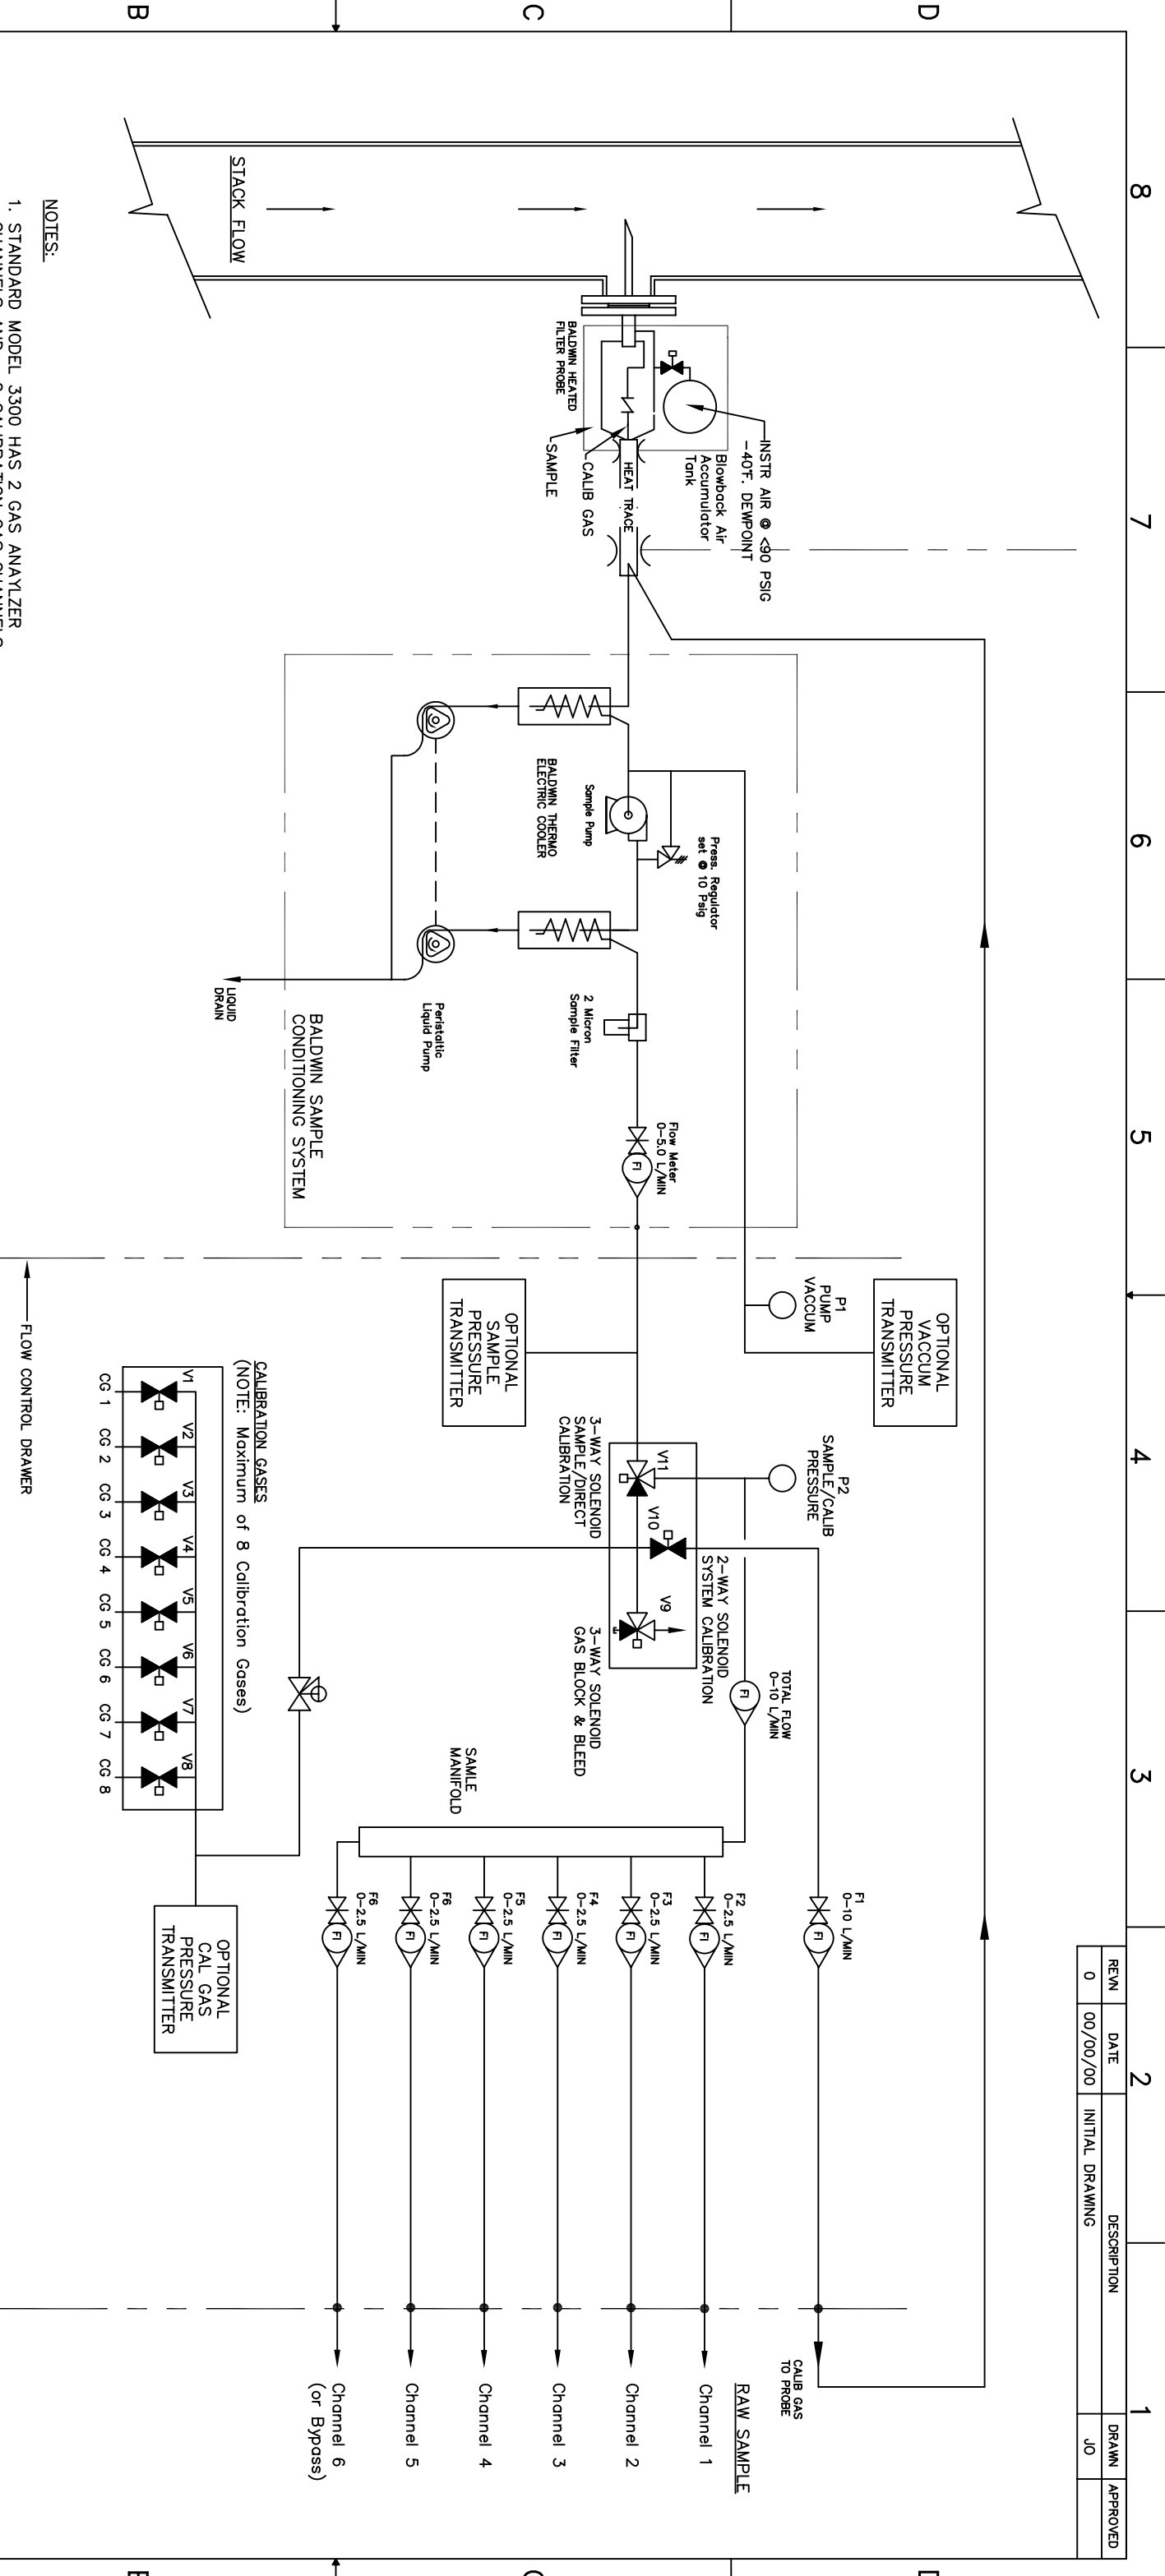 D
C
B
8
7
6
5
4
3
2
1
REVN
DATE
DESCRIPTION
DRAWN
APPROVED
0
00/00/00
INITIAL DRAWING
JO
STACK FLOW
INSTR AIR @ <90 PSIG
-40°F. DEWPOINT
Blowback Air
Accumulator
Tank
HEAT TRACE
CALIB GAS
SAMPLE
BALDWIN HEATED
FILTER PROBE
Press. Regulator
set @ 10 Psig
Sample Pump
BALDWIN THERMO
ELECTRIC COOLER
2 Micron
Sample Filter
Peristaltic
Liquid Pump
LIQUID
DRAIN
BALDWIN SAMPLE
CONDITIONING SYSTEM
Flow Meter
0-5.0 L/MIN
FI
OPTIONAL
VACCUM
PRESSURE
TRANSMITTER
P1
PUMP
VACCUM
OPTIONAL
SAMPLE
PRESSURE
TRANSMITTER
P2
SAMPLE/CALIB
PRESSURE
V11
V10
V9
3-WAY SOLENOID
SAMPLE/DIRECT
CALIBRATION
2-WAY SOLENOID
SYSTEM CALIBRATION
3-WAY SOLENOID
GAS BLOCK & BLEED
TOTAL FLOW
0-10 L/MIN
FI
SAMLE
MANIFOLD
F1
0-10 L/MIN
FI
F2
0-2.5 L/MIN
FI
F3
0-2.5 L/MIN
FI
F4
0-2.5 L/MIN
FI
F5
0-2.5 L/MIN
FI
F6
0-2.5 L/MIN
FI
F6
0-2.5 L/MIN
FI
CALIB GAS
TO PROBE
RAW SAMPLE
Channel 1
Channel 2
Channel 3
Channel 4
Channel 5
Channel 6
(or Bypass)
CALIBRATION GASES
(NOTE: Maximum of 8 Calibration Gases)
V1
V2
V3
V4
V5
V6
V7
V8
CG 1
CG 2
CG 3
CG 4
CG 5
CG 6
CG 7
CG 8
OPTIONAL
CAL GAS
PRESSURE
TRANSMITTER
FLOW CONTROL DRAWER
NOTES:
1. STANDARD MODEL 3300 HAS 2 GAS ANAYLZER